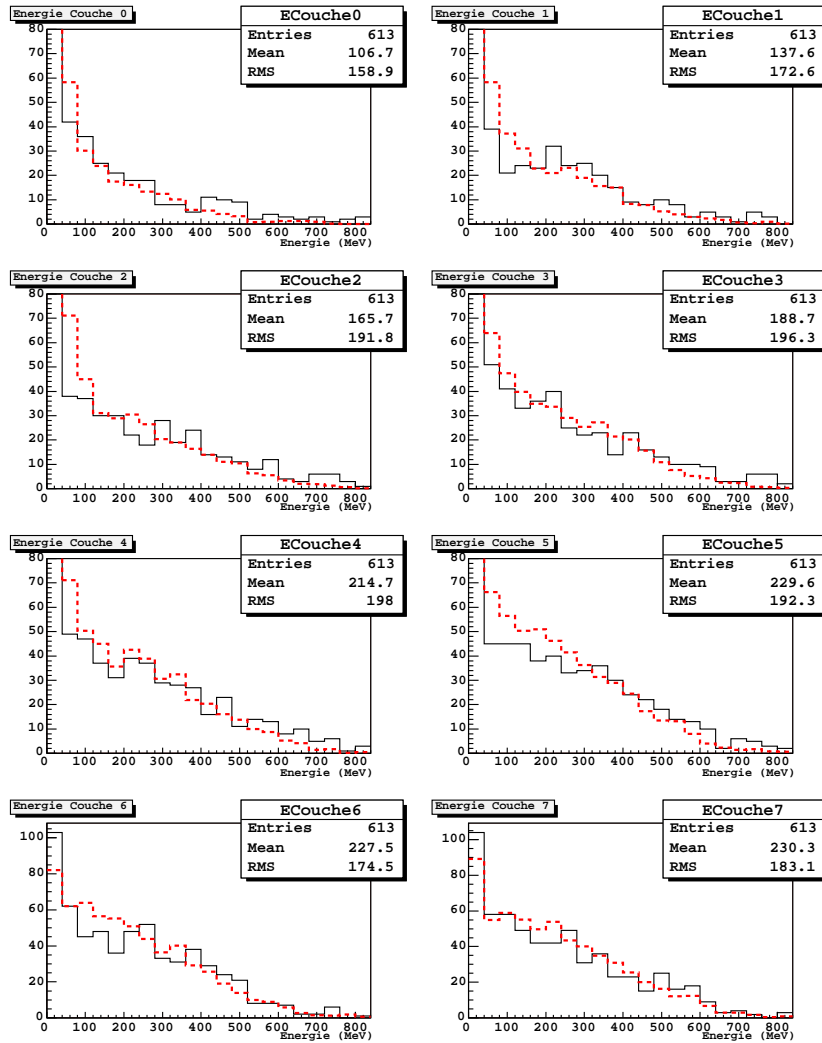 Energie Couche 0
ECouche0
Entries 613
Mean 106.7
RMS 158.9
80
70
60
50
40
30
20
10
0
0 100 200 300 400 500 600 700 800
Energie (MeV)
Energie Couche 1
ECouche1
Entries 613
Mean 137.6
RMS 172.6
80
70
60
50
40
30
20
10
0
0 100 200 300 400 500 600 700 800
Energie (MeV)
Energie Couche 2
ECouche2
Entries 613
Mean 165.7
RMS 191.8
80
70
60
50
40
30
20
10
0
0 100 200 300 400 500 600 700 800
Energie (MeV)
Energie Couche 3
ECouche3
Entries 613
Mean 188.7
RMS 196.3
80
70
60
50
40
30
20
10
0
0 100 200 300 400 500 600 700 800
Energie (MeV)
Energie Couche 4
ECouche4
Entries 613
Mean 214.7
RMS 198
80
70
60
50
40
30
20
10
0
0 100 200 300 400 500 600 700 800
Energie (MeV)
Energie Couche 5
ECouche5
Entries 613
Mean 229.6
RMS 192.3
80
70
60
50
40
30
20
10
0
0 100 200 300 400 500 600 700 800
Energie (MeV)
Energie Couche 6
ECouche6
Entries 613
Mean 227.5
RMS 174.5
100
80
60
40
20
0
0 100 200 300 400 500 600 700 800
Energie (MeV)
Energie Couche 7
ECouche7
Entries 613
Mean 230.3
RMS 183.1
100
80
60
40
20
0
0 100 200 300 400 500 600 700 800
Energie (MeV)